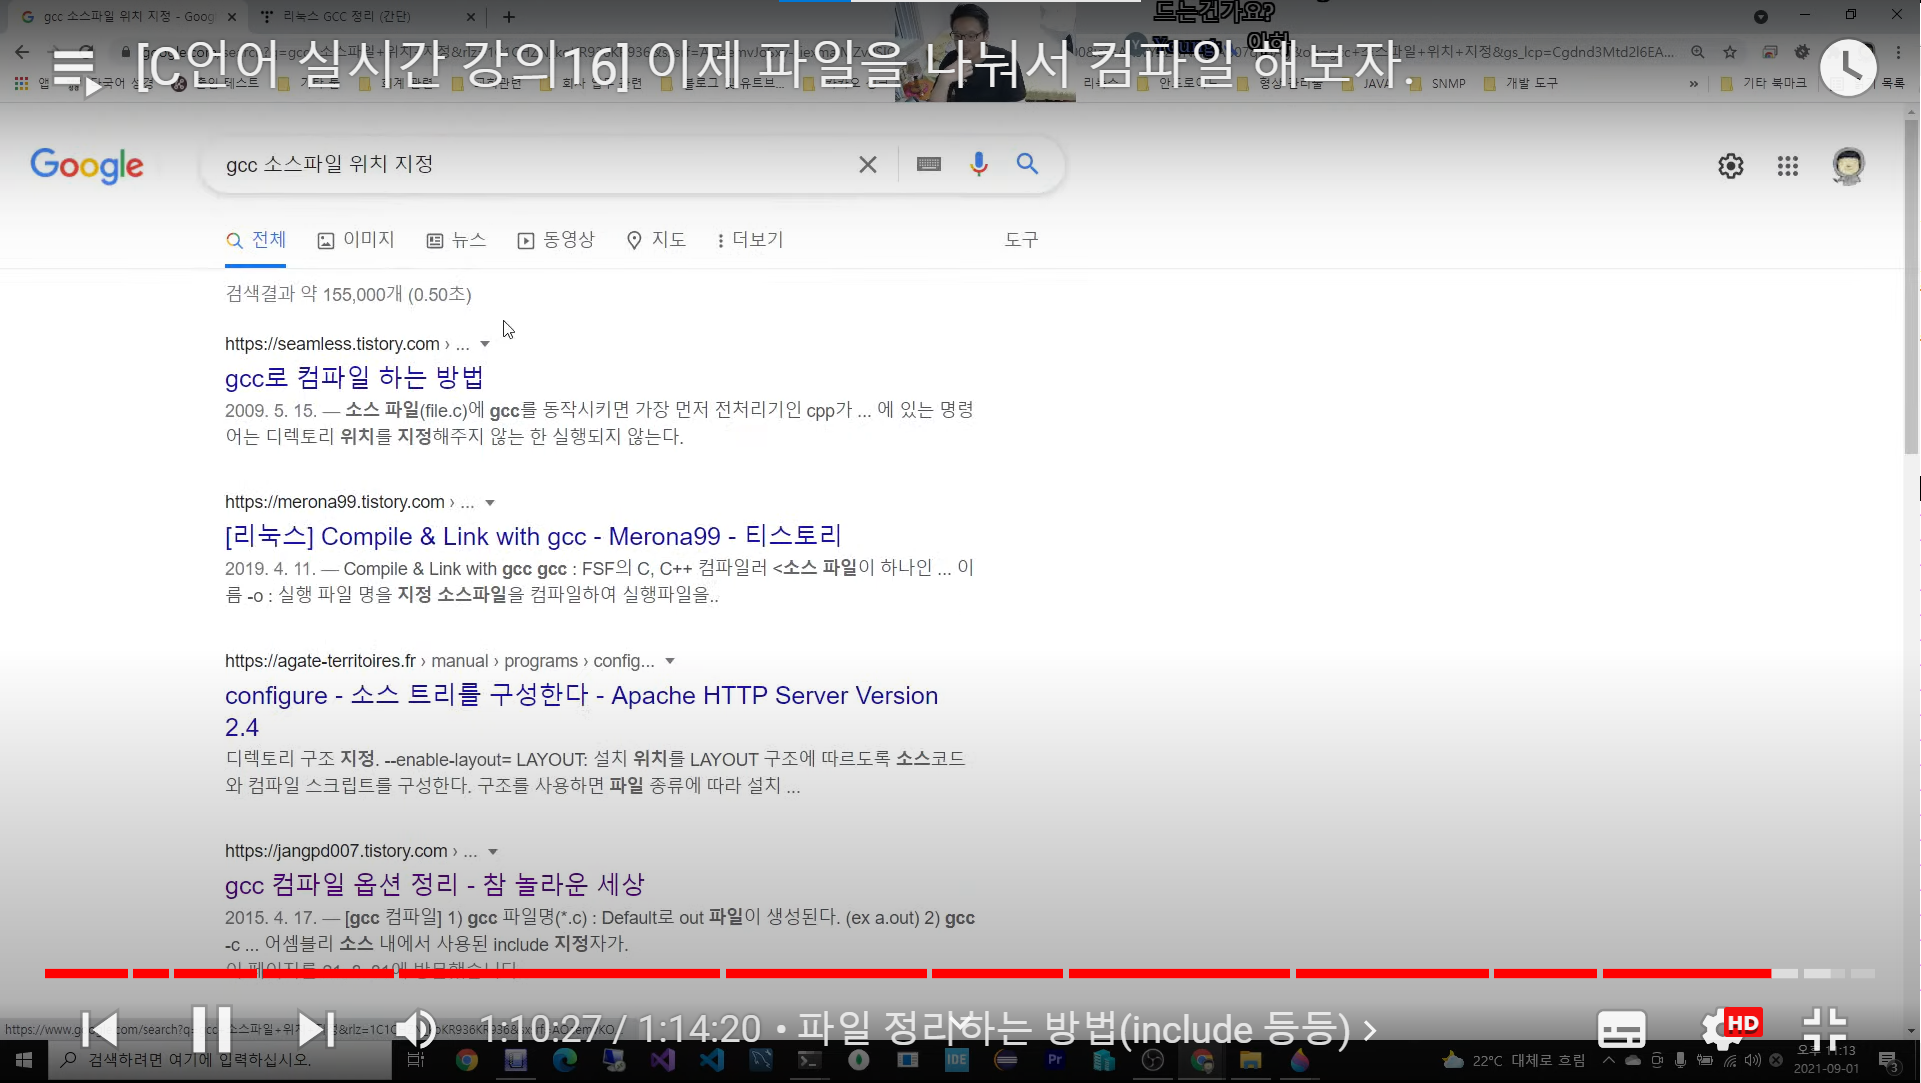 gcc 소스파일 위치 지정 - Goog
리눅스 GCC 정리 (간단)
드는건가요?
[C언어 실시간 강의16] 이제 파일을 나눠서 컴파일 해보자.
SNMP
개발 도구
기타 북마크
목록
Google
gcc 소스파일 위치 지정
전체
이미지
뉴스
동영상
지도
더보기
도구
검색결과 약 155,000개 (0.50초)
https://seamless.tistory.com › ...
gcc로 컴파일 하는 방법
2009. 5. 15. — 소스 파일(file.c)에 gcc를 동작시키면 가장 먼저 전처리기인 cpp가 ... 에 있는 명령
어는 디렉토리 위치를 지정해주지 않는 한 실행되지 않는다.
https://merona99.tistory.com › ...
[리눅스] Compile & Link with gcc - Merona99 - 티스토리
2019. 4. 11. — Compile & Link with gcc gcc : FSF의 C, C++ 컴파일러 <소스 파일이 하나인 ... 이
름 -o : 실행 파일 명을 지정 소스파일을 컴파일하여 실행파일을..
https://agate-territoires.fr › manual › programs › config...
configure - 소스 트리를 구성한다 - Apache HTTP Server Version
2.4
디렉토리 구조 지정. --enable-layout= LAYOUT: 설치 위치를 LAYOUT 구조에 따르도록 소스코드
와 컴파일 스크립트를 구성한다. 구조를 사용하면 파일 종류에 따라 설치 ...
https://jangpd007.tistory.com › ...
gcc 컴파일 옵션 정리 - 참 놀라운 세상
2015. 4. 17. — [gcc 컴파일] 1) gcc 파일명(*.c) : Default로 out 파일이 생성된다. (ex a.out) 2) gcc
-c ... 어셈블리 소스 내에서 사용된 include 지정자가.
1:10:27 / 1:14:20 • 파일 정리하는 방법(include 등등)
HD
검색하려면 여기에 입력하십시오.
IDE
Pr
22°C 대체로 흐림
오후 11:13
2021-09-01
3